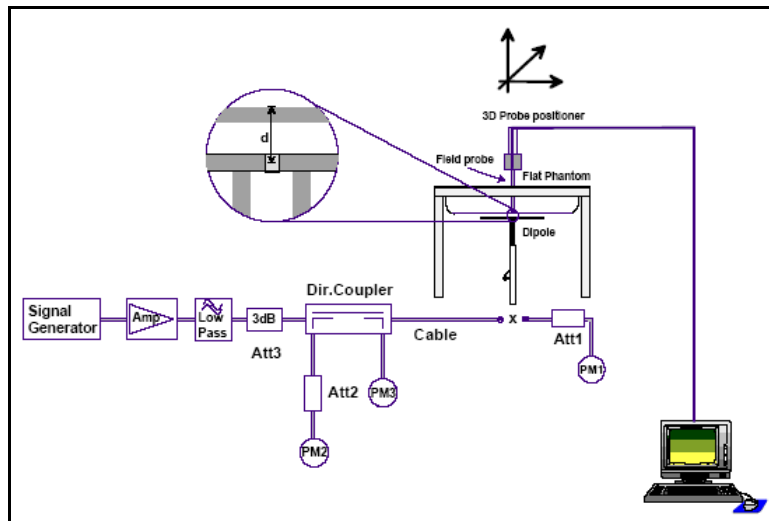 3D Probe positioner
d
Field probe
Flat Phantom
Dipole
Dir.Coupler
Signal
Generator
Amp
Low
Pass
3dB
Att3
Cable
x
Att1
PM1
Att2
PM3
PM2